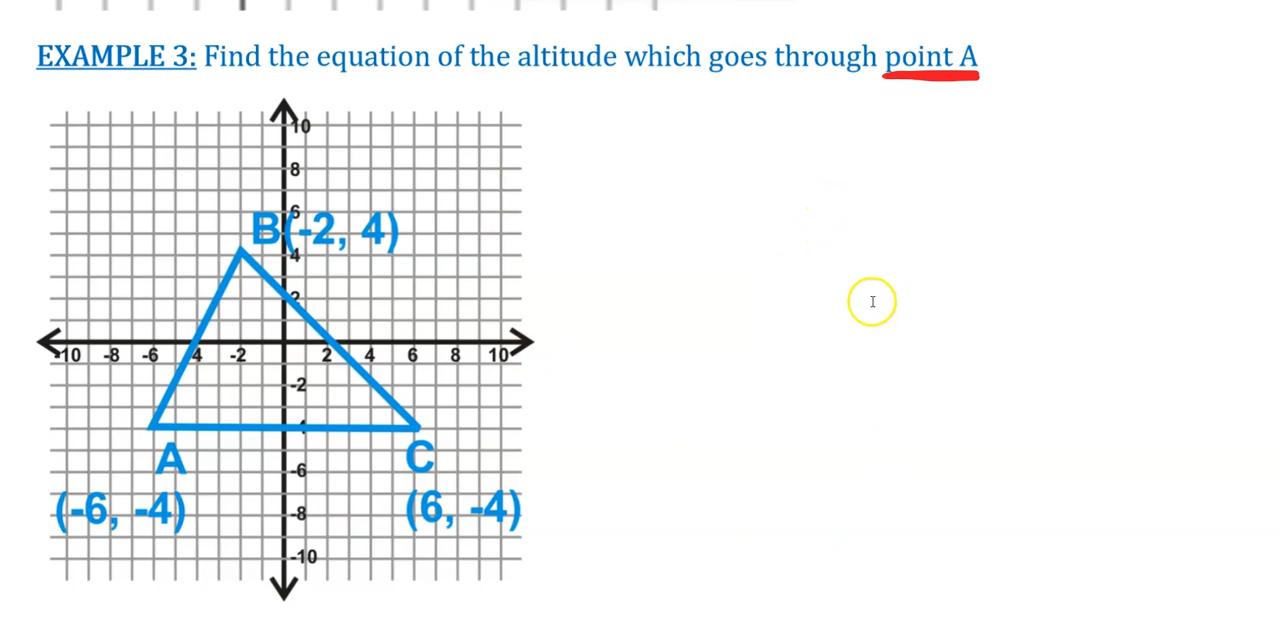 EXAMPLE 3: Find the equation of the altitude which goes through point A
10
8
6
B(-2, 4)
4
2
-10 -8 -6 4 -2 2 4 6 8 10
-2
4
A C
-6
(-6, -4) (6, -4)
-8
-10